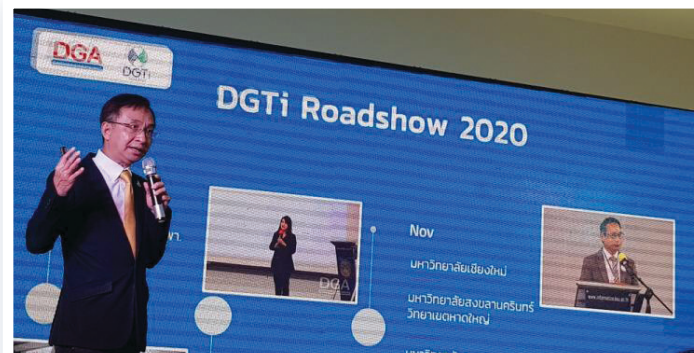 DGA
DGTi
DGTi Roadshow 2020
พา.
DGA
Nov
มหาวิทยาลัยเชียงใหม่
มหาวิทยาลัยสงขลานครินทร์
วิทยาเขตหาดใหญ่